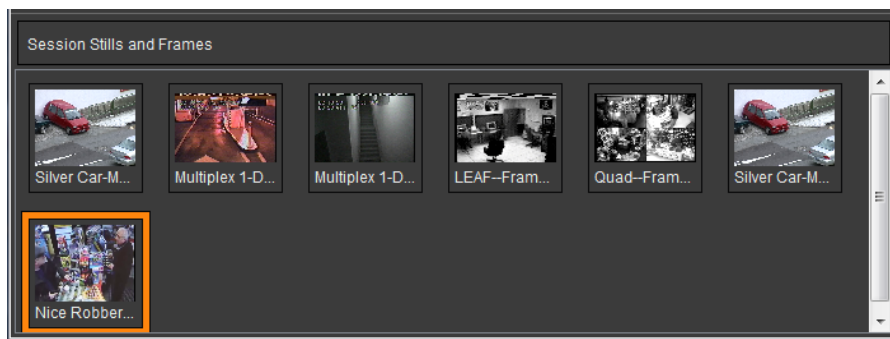 Session Stills and Frames
Silver Car-M...
Multiplex 1-D...
Multiplex 1-D...
LEAF--Fram...
Quad--Fram...
Silver Car-M...
Nice Robber...